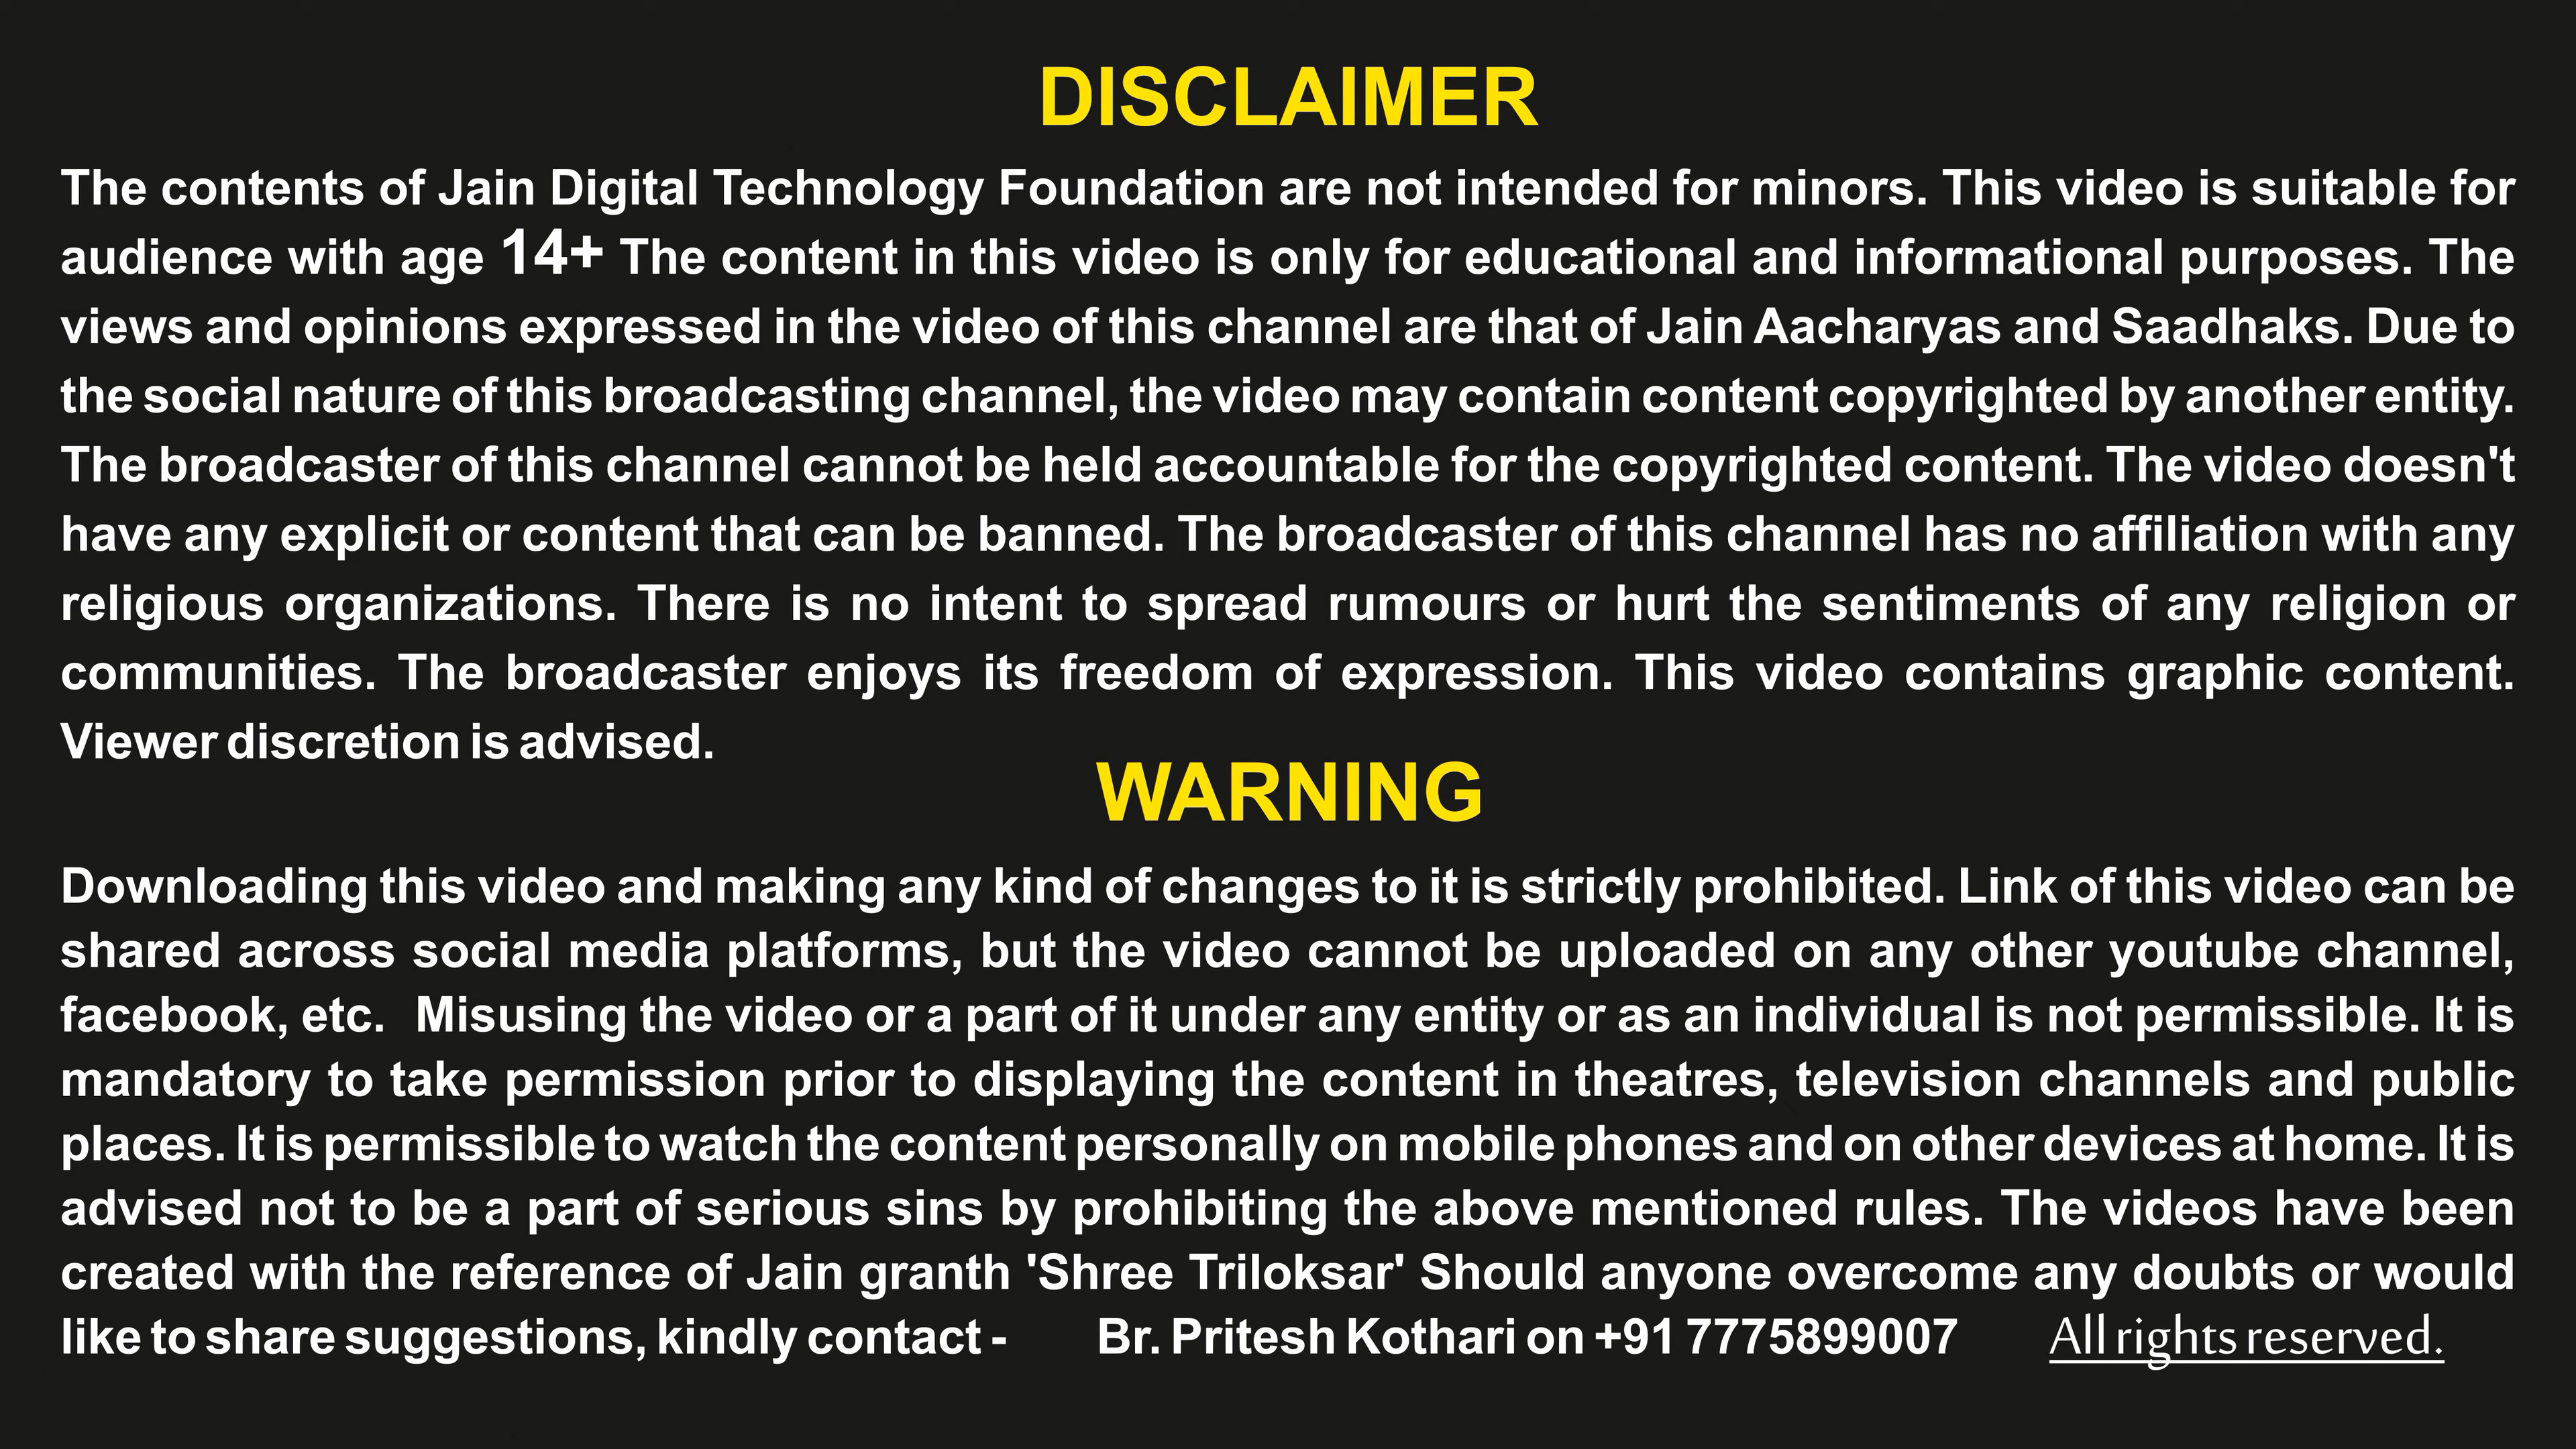 DISCLAIMER
The contents of Jain Digital Technology Foundation are not intended for minors. This video is suitable for
audience with age 14+ The content in this video is only for educational and informational purposes. The
views and opinions expressed in the video of this channel are that of Jain Aacharyas and Saadhaks. Due to
the social nature of this broadcasting channel, the video may contain content copyrighted by another entity.
The broadcaster of this channel cannot be held accountable for the copyrighted content. The video doesn't
have any explicit or content that can be banned. The broadcaster of this channel has no affiliation with any
religious organizations. There is no intent to spread rumours or hurt the sentiments of any religion or
communities. The broadcaster enjoys its freedom of expression. This video contains graphic content.
Viewer discretion is advised.
WARNING
Downloading this video and making any kind of changes to it is strictly prohibited. Link of this video can be
shared across social media platforms, but the video cannot be uploaded on any other youtube channel,
facebook, etc. Misusing the video or a part of it under any entity or as an individual is not permissible. It is
mandatory to take permission prior to displaying the content in theatres, television channels and public
places. It is permissible to watch the content personally on mobile phones and on other devices at home. It is
advised not to be a part of serious sins by prohibiting the above mentioned rules. The videos have been
created with the reference of Jain granth 'Shree Triloksar' Should anyone overcome any doubts or would
like to share suggestions, kindly contact - Br. Pritesh Kothari on +91 7775899007 All rights reserved.